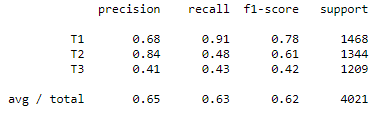 precision recall f1-score support
T1 0.68 0.91 0.78 1468
T2 0.84 0.48 0.61 1344
T3 0.41 0.43 0.42 1209
avg / total 0.65 0.63 0.62 4021